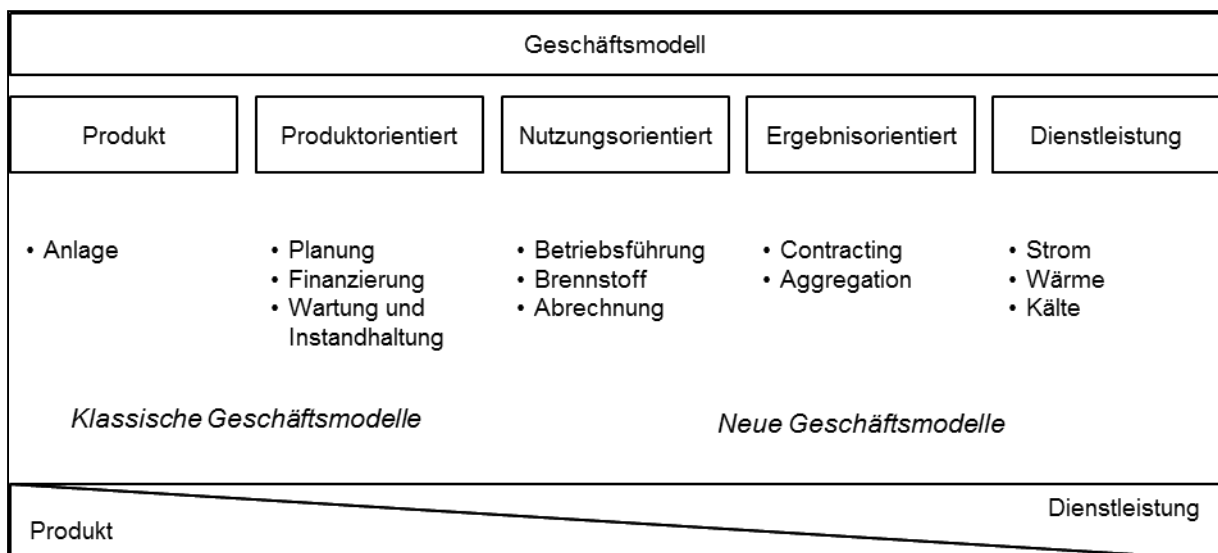 Geschäftsmodell
Produkt
Produktorientiert
Nutzungsorientiert
Ergebnisorientiert
Dienstleistung
• Anlage
• Planung
• Finanzierung
• Wartung und
Instandhaltung
• Betriebsführung
• Brennstoff
• Abrechnung
• Contracting
• Aggregation
• Strom
• Wärme
• Kälte
Klassische Geschäftsmodelle
Neue Geschäftsmodelle
Produkt
Dienstleistung